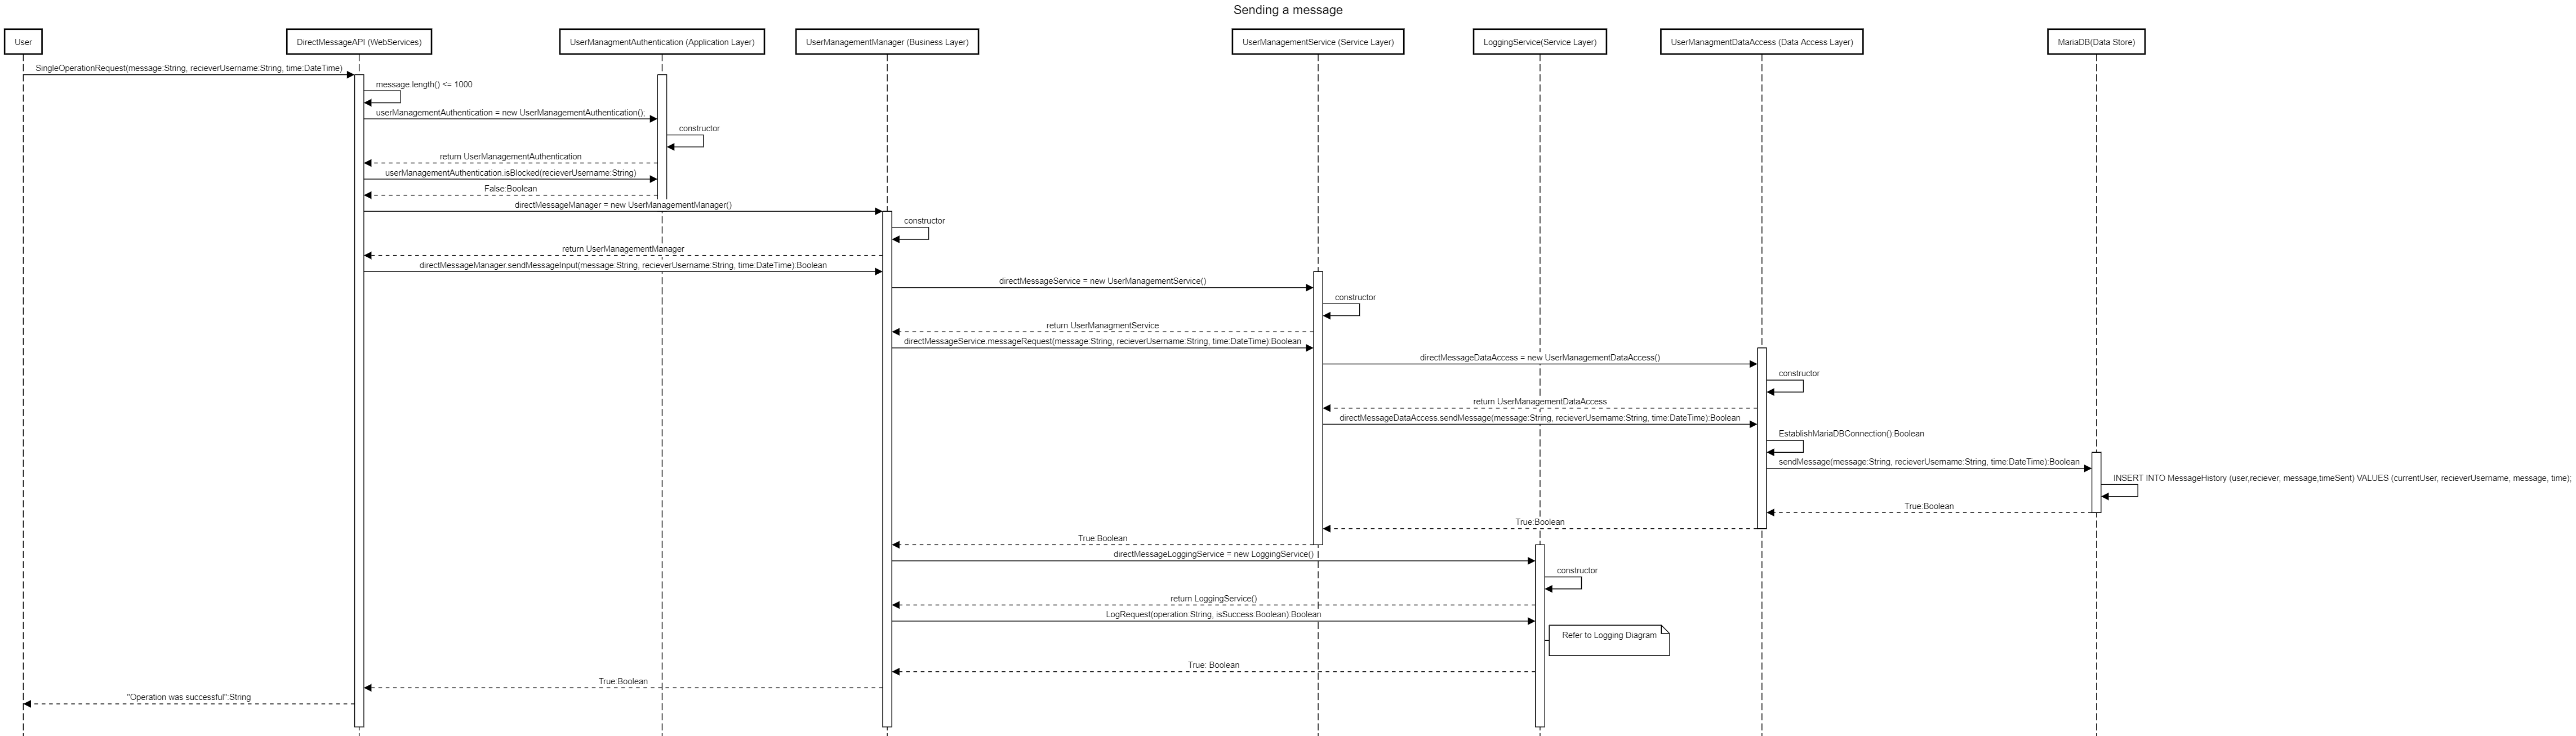 Sending a message
User
DirectMessageAPI (WebServices)
UserManagmentAuthentication (Application Layer)
UserManagementManager (Business Layer)
UserManagementService (Service Layer)
LoggingService(Service Layer)
UserManagmentDataAccess (Data Access Layer)
MariaDB(Data Store)
SingleOperationRequest(message:String, recieverUsername:String, time:DateTime)
message.length() <= 1000
userManagementAuthentication = new UserManagementAuthentication();
constructor
return UserManagementAuthentication
userManagementAuthentication.isBlocked(recieverUsername:String)
False:Boolean
directMessageManager = new UserManagementManager()
constructor
return UserManagementManager
directMessageManager.sendMessageInput(message:String, recieverUsername:String, time:DateTime):Boolean
directMessageService = new UserManagementService()
constructor
return UserManagmentService
directMessageService.messageRequest(message:String, recieverUsername:String, time:DateTime):Boolean
directMessageDataAccess = new UserManagementDataAccess()
constructor
return UserManagementDataAccess
directMessageDataAccess.sendMessage(message:String, recieverUsername:String, time:DateTime):Boolean
EstablishMariaDBConnection():Boolean
sendMessage(message:String, recieverUsername:String, time:DateTime):Boolean
INSERT INTO MessageHistory (user,reciever, message,timeSent) VALUES (currentUser, recieverUsername, message, time);
True:Boolean
True:Boolean
True:Boolean
directMessageLoggingService = new LoggingService()
constructor
return LoggingService()
LogRequest(operation:String, isSuccess:Boolean):Boolean
Refer to Logging Diagram
True: Boolean
True:Boolean
"Operation was successful":String